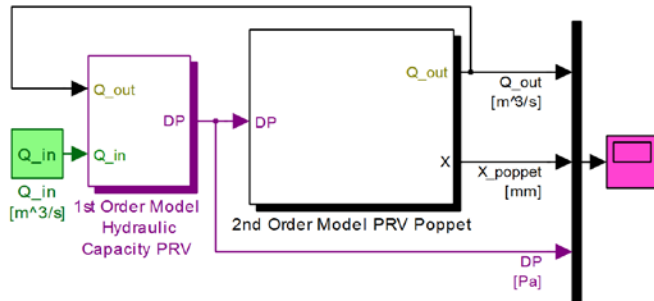 Q_out
Q_out
Q_out
[m^3/s]
DP
DP
Q_in
Q_in
Q_in
[m^3/s]
X
X_poppet
[mm]
1st Order Model
Hydraulic
Capacity PRV
2nd Order Model PRV Poppet
DP
[Pa]